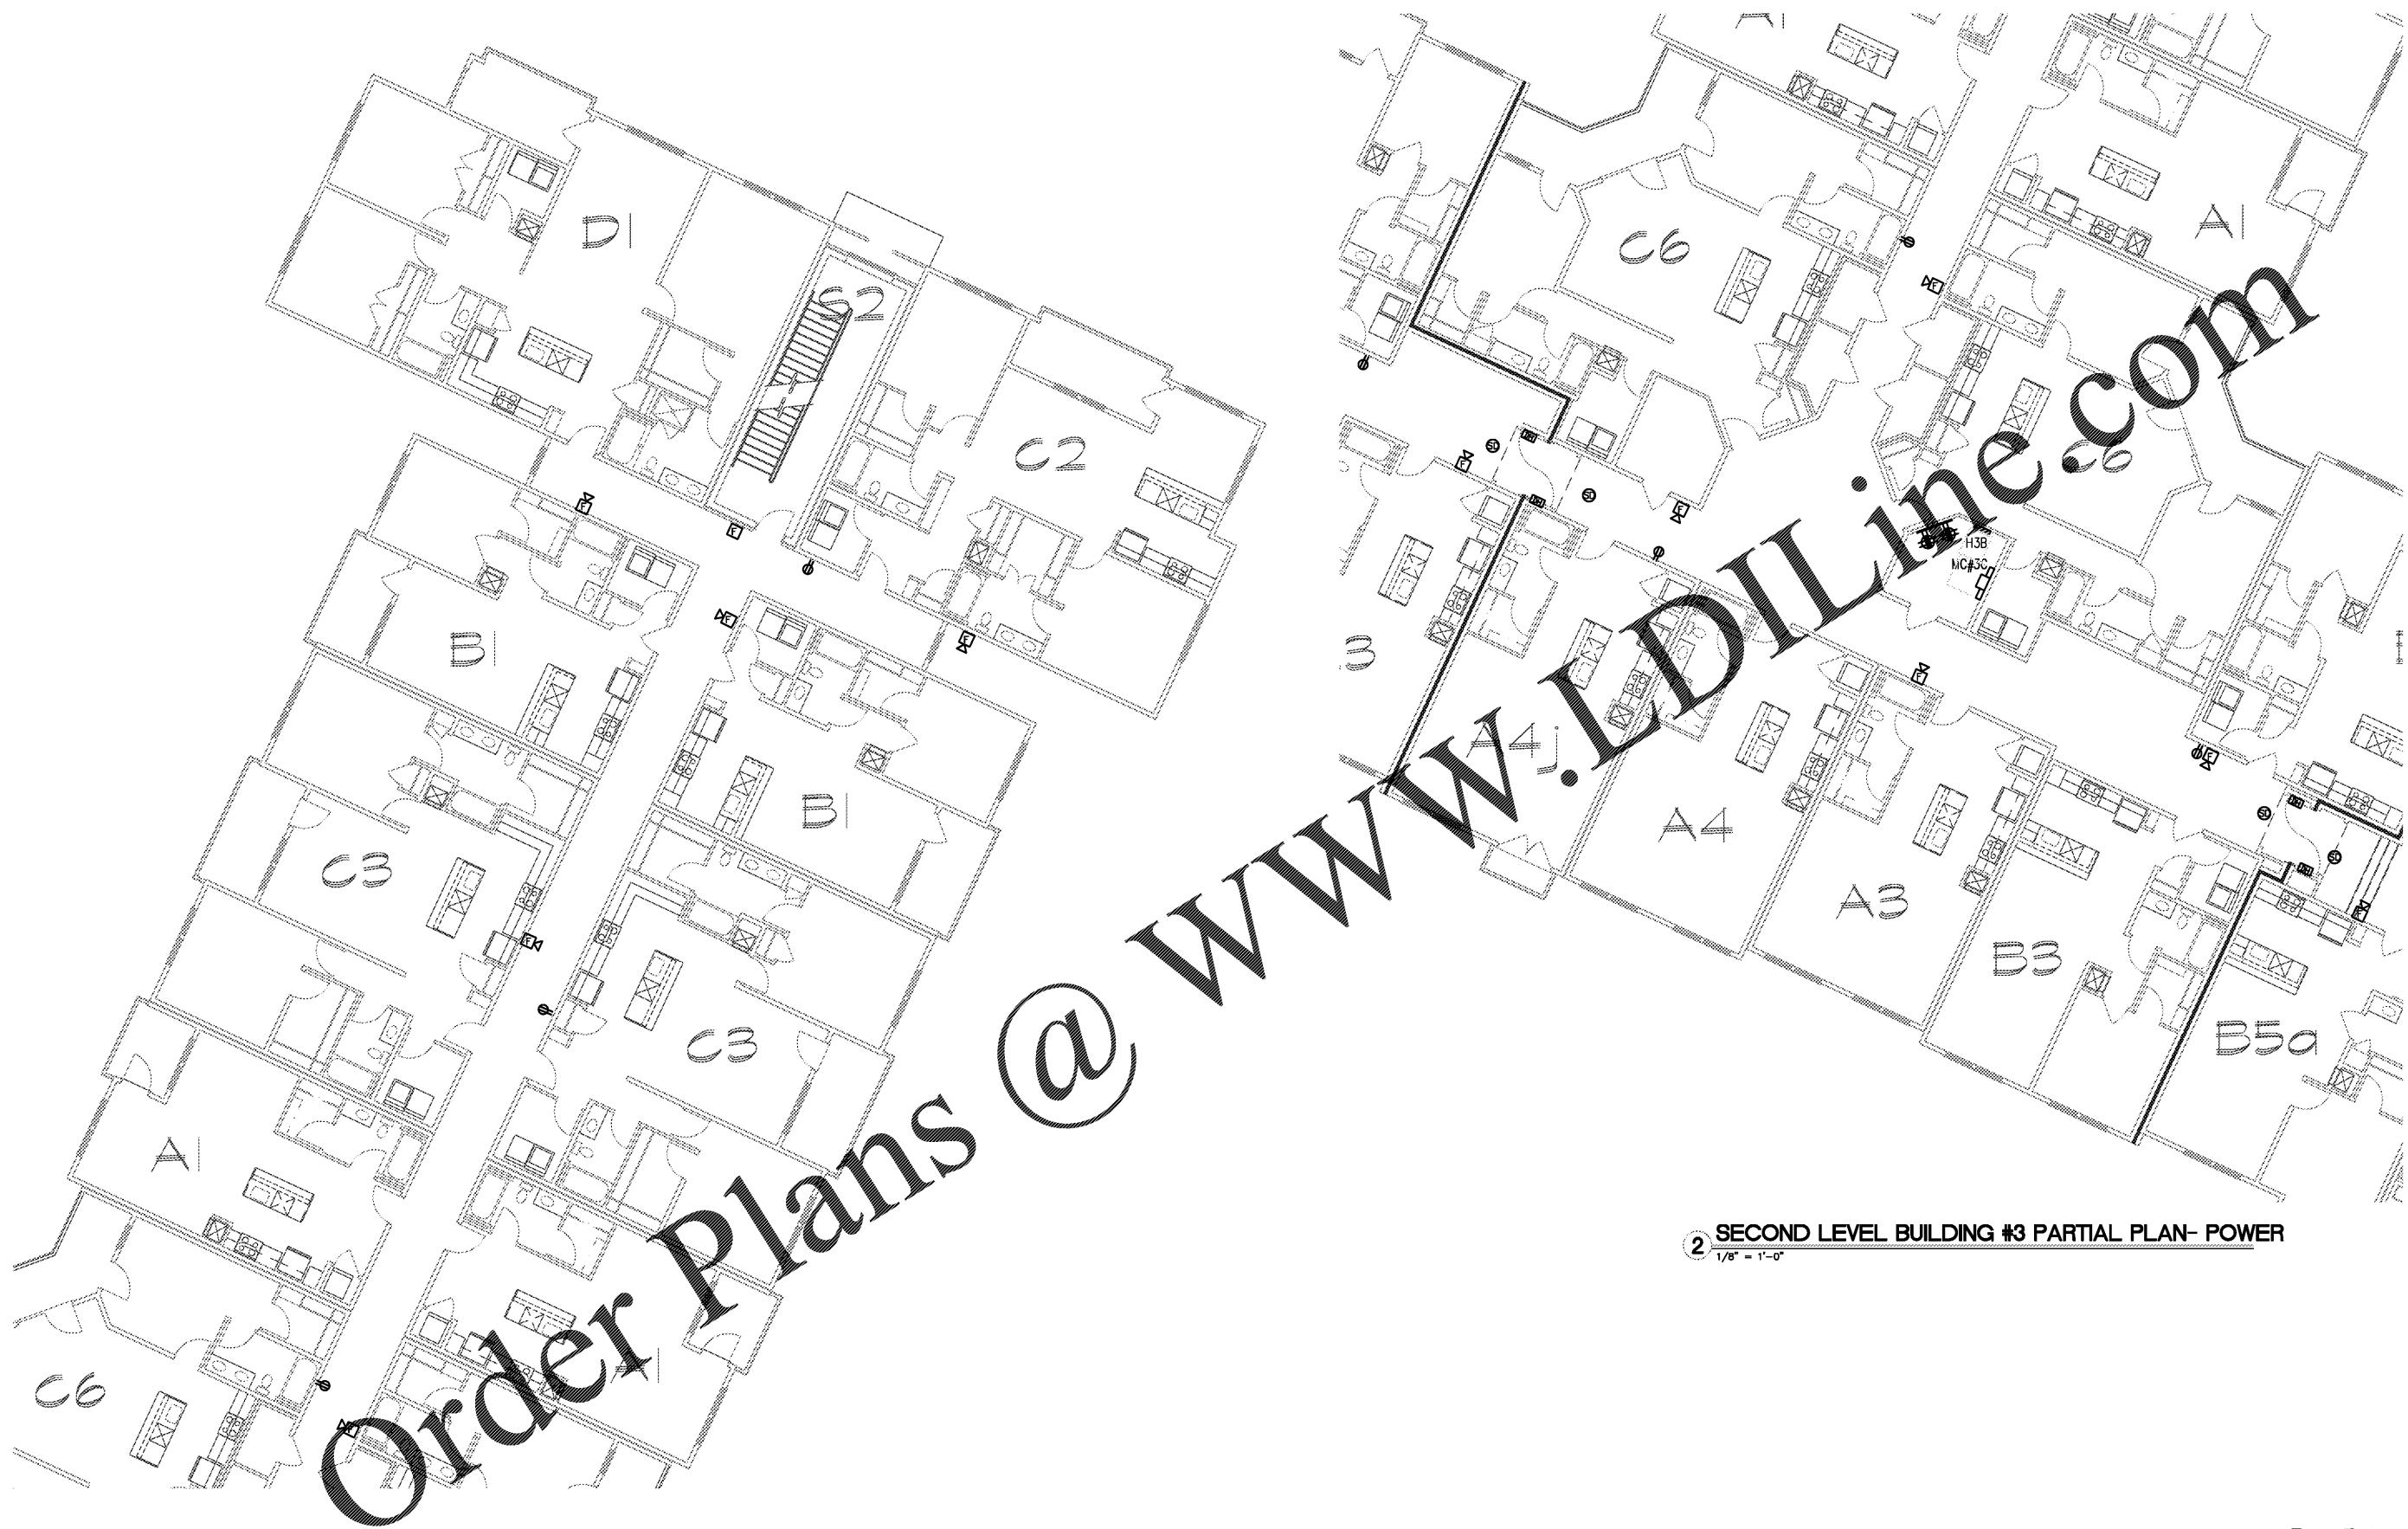 A1
D1
S2
C6
A1
C2
C6
H3B
MC#3C
B1
3
A4j
B1
A4
C3
A3
B3
C3
B5a
A1
2 SECOND LEVEL BUILDING #3 PARTIAL PLAN- POWER
1/8" = 1'-0"
A1
C6
Order Plans @ WWW.LDILine.com